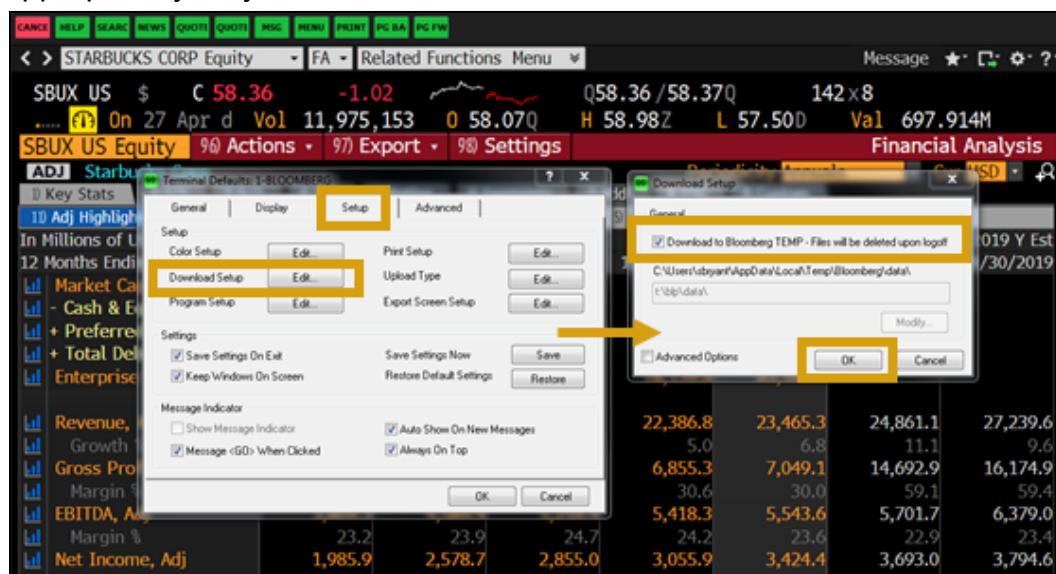 CANCE HELP SEARC NEWS QUOTI QUOTI MSG MENU PRINT PG BA PG FW
< > STARBUCKS CORP Equity FA Related Functions Menu Message ?
SBUX US $ C 58.36 -1.02 Q58.36/58.37Q 142x8
On 27 Apr d Vol 11,975,153 O 58.07Q H 58.98Z L 57.50D Val 697.914M
SBUX US Equity 96) Actions 97) Export 98) Settings Financial Analysis
ADJ USD
1) Key Stats
11) Adj Highligh
In Millions of U 019 Y Est
12 Months Endi /30/2019
Terminal Defaults: 1-BLOOMBERG ? X
General Display Setup Advanced
Setup
Color Setup Edit... Print Setup Edit...
Download Setup Edit... Upload Type Edit...
Program Setup Edit... Export Screen Setup Edit...
Settings
Save Settings On Exit Save Settings Now Save
Keep Windows On Screen Restore Default Settings Restore
Message Indicator
Show Message Indicator Auto Show On New Messages
Message <GO> When Clicked Always On Top
OK Cancel
Download Setup X
General
Download to Bloomberg TEMP - Files will be deleted upon logoff
C:\Users\sbryant\AppData\Local\Temp\Bloomberg\data\
Modify...
Advanced Options OK Cancel
Market Ca
- Cash & E
+ Preferre
+ Total Deb
Enterprise
Revenue, 22,386.8 23,465.3 24,861.1 27,239.6
Growth 5.0 6.8 11.1 9.6
Gross Pro 6,855.3 7,049.1 14,692.9 16,174.9
Margin % 30.6 30.0 59.1 59.4
EBITDA, A 5,418.3 5,543.6 5,701.7 6,379.0
Margin % 23.2 23.9 24.7 24.2 23.6 22.9 23.4
Net Income, Adj 1,985.9 2,578.7 2,855.0 3,055.9 3,424.4 3,693.0 3,794.6